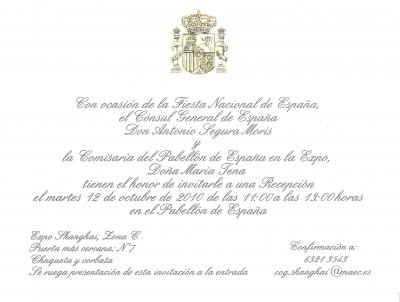 Con ocasión de la Fiesta Nacional de España,
el Cónsul General de España
Don Antonio Segura Moris
y
la Comisaria del Pabellón de España en la Expo,
Doña María Tena
tienen el honor de invitarle a una Recepción
el martes 12 de octubre de 2010 de las 11:00 a las 13:00 horas
en el Pabellón de España
Expo Shanghai, Zona C
Puerta más cercana: Nº7
Chaqueta y corbata
Se ruega presentación de esta invitación a la entrada
Confirmación a:
6321 3543
cog.shanghai@maec.es